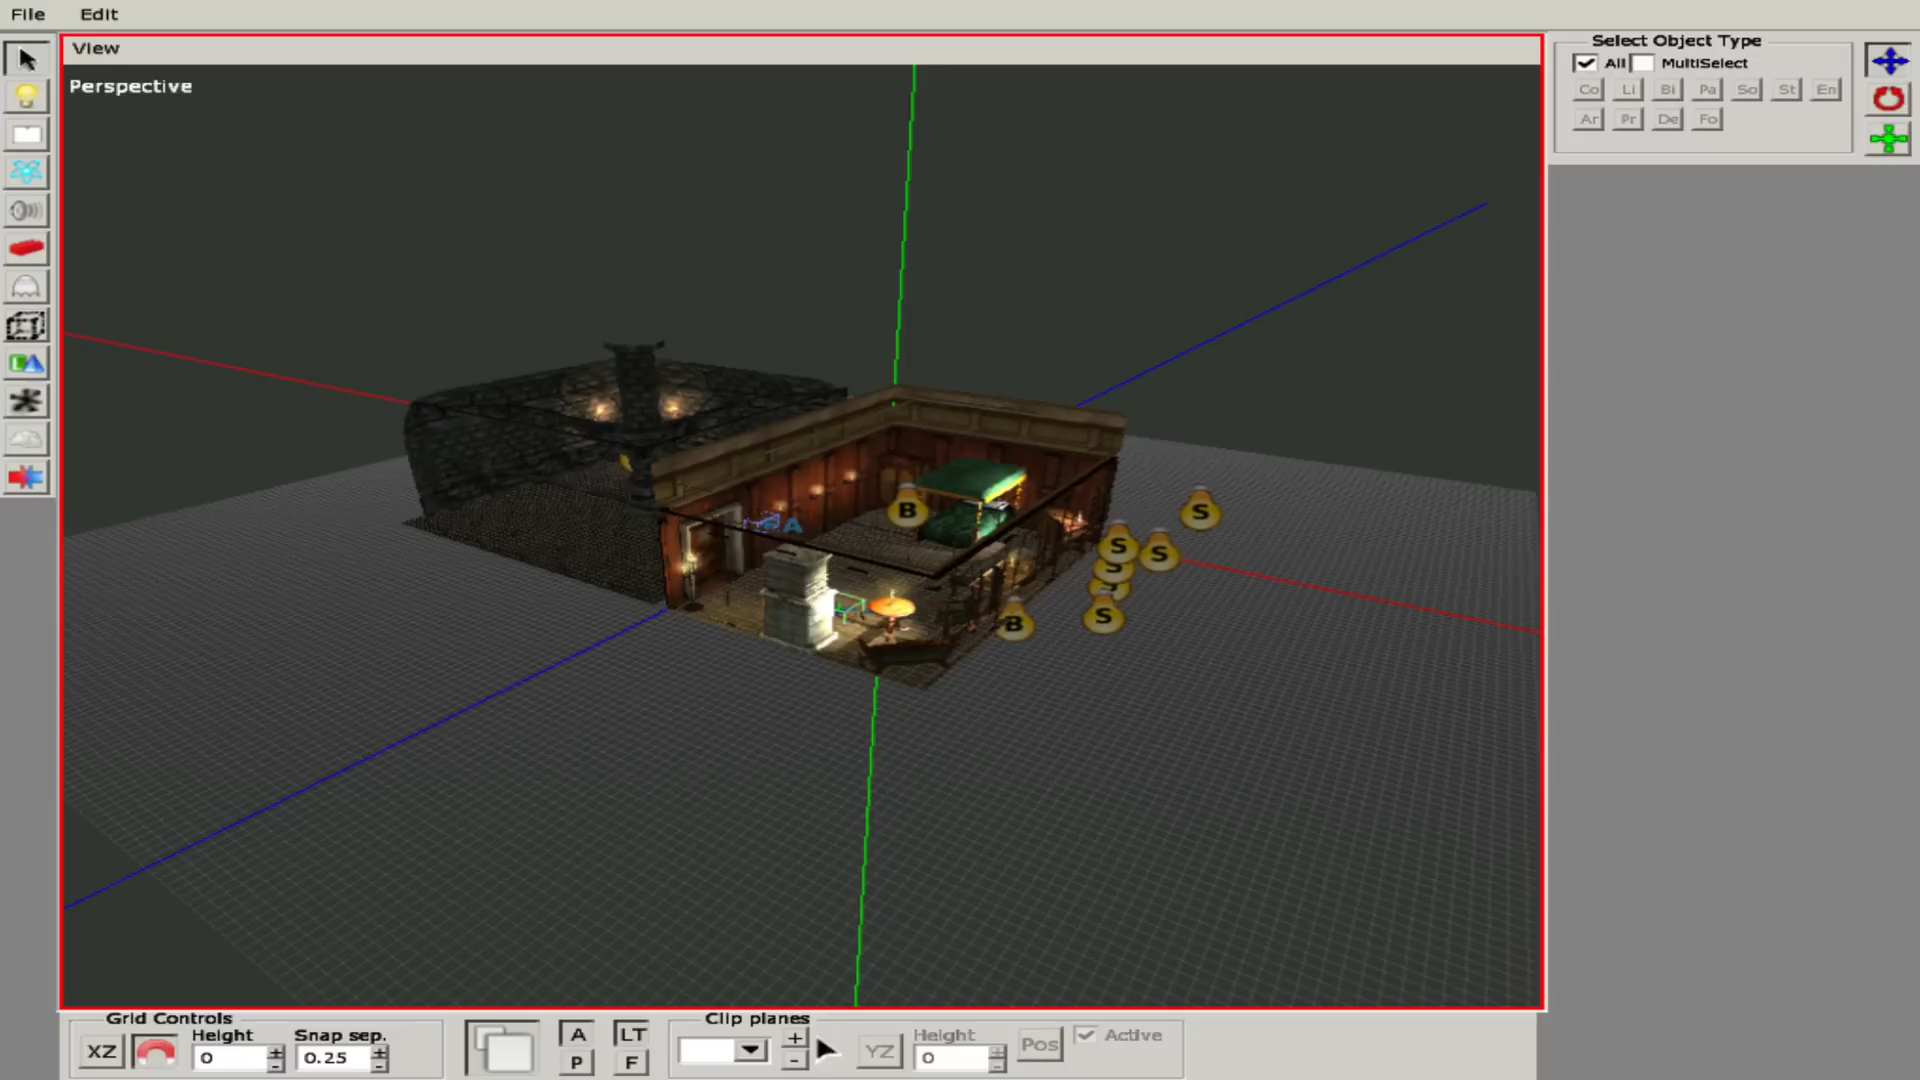 File Edit
View
Perspective
Select Object Type
All MultiSelect
Co Li Bi Pa So St En
Ar Pr De Fo
B
A
S
S
S
S
B
S
Grid Controls
Height
Snap sep.
XZ
0
0.25
A
P
LT
F
Clip planes
+
-
YZ
Height
0
Pos
Active